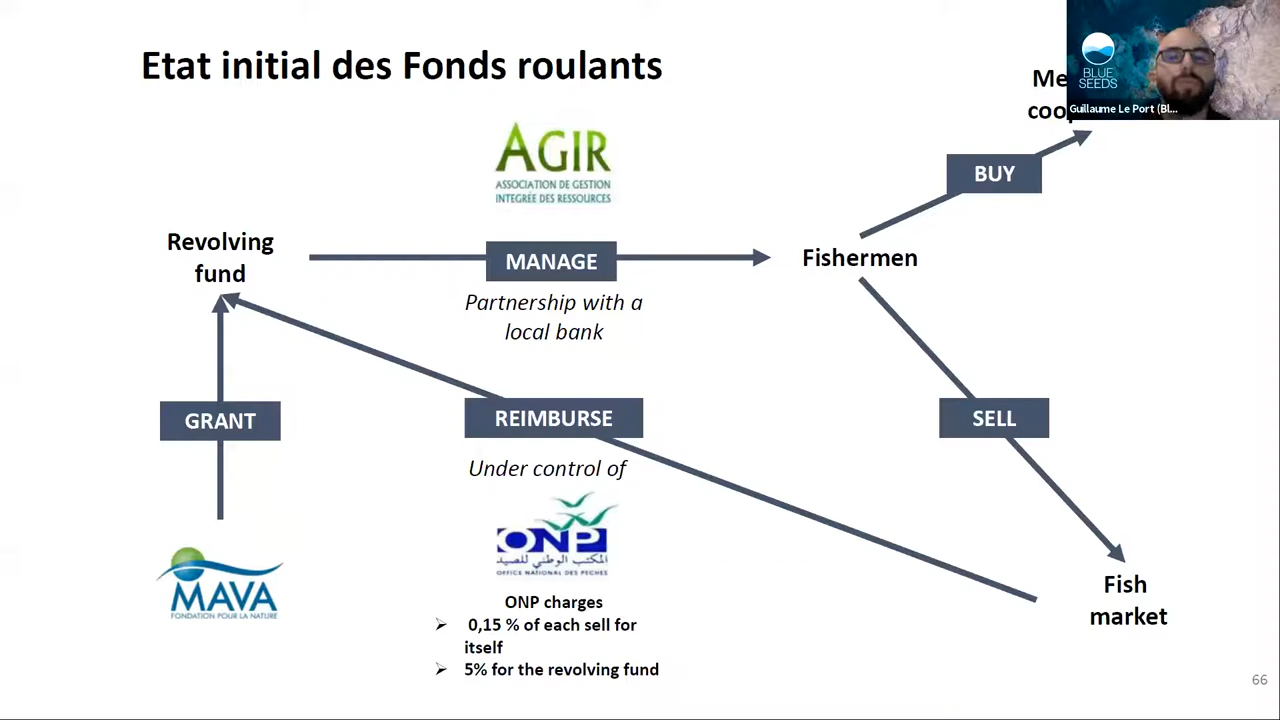 Etat initial des Fonds roulants
BLUE
SEEDS
Guillaume Le Port (Bl...
Me
coop
AGIR
ASSOCIATION DE GESTION
INTEGRÉE DES RESSOURCES
BUY
Revolving
fund
MANAGE
Fishermen
Partnership with a
local bank
GRANT
REIMBURSE
SELL
Under control of
ONP
المكتب الوطني للصيد
OFFICE NATIONAL DES PECHES
MAVA
FONDATION POUR LA NATURE
Fish
market
ONP charges
➢ 0,15 % of each sell for
itself
➢ 5% for the revolving fund
66